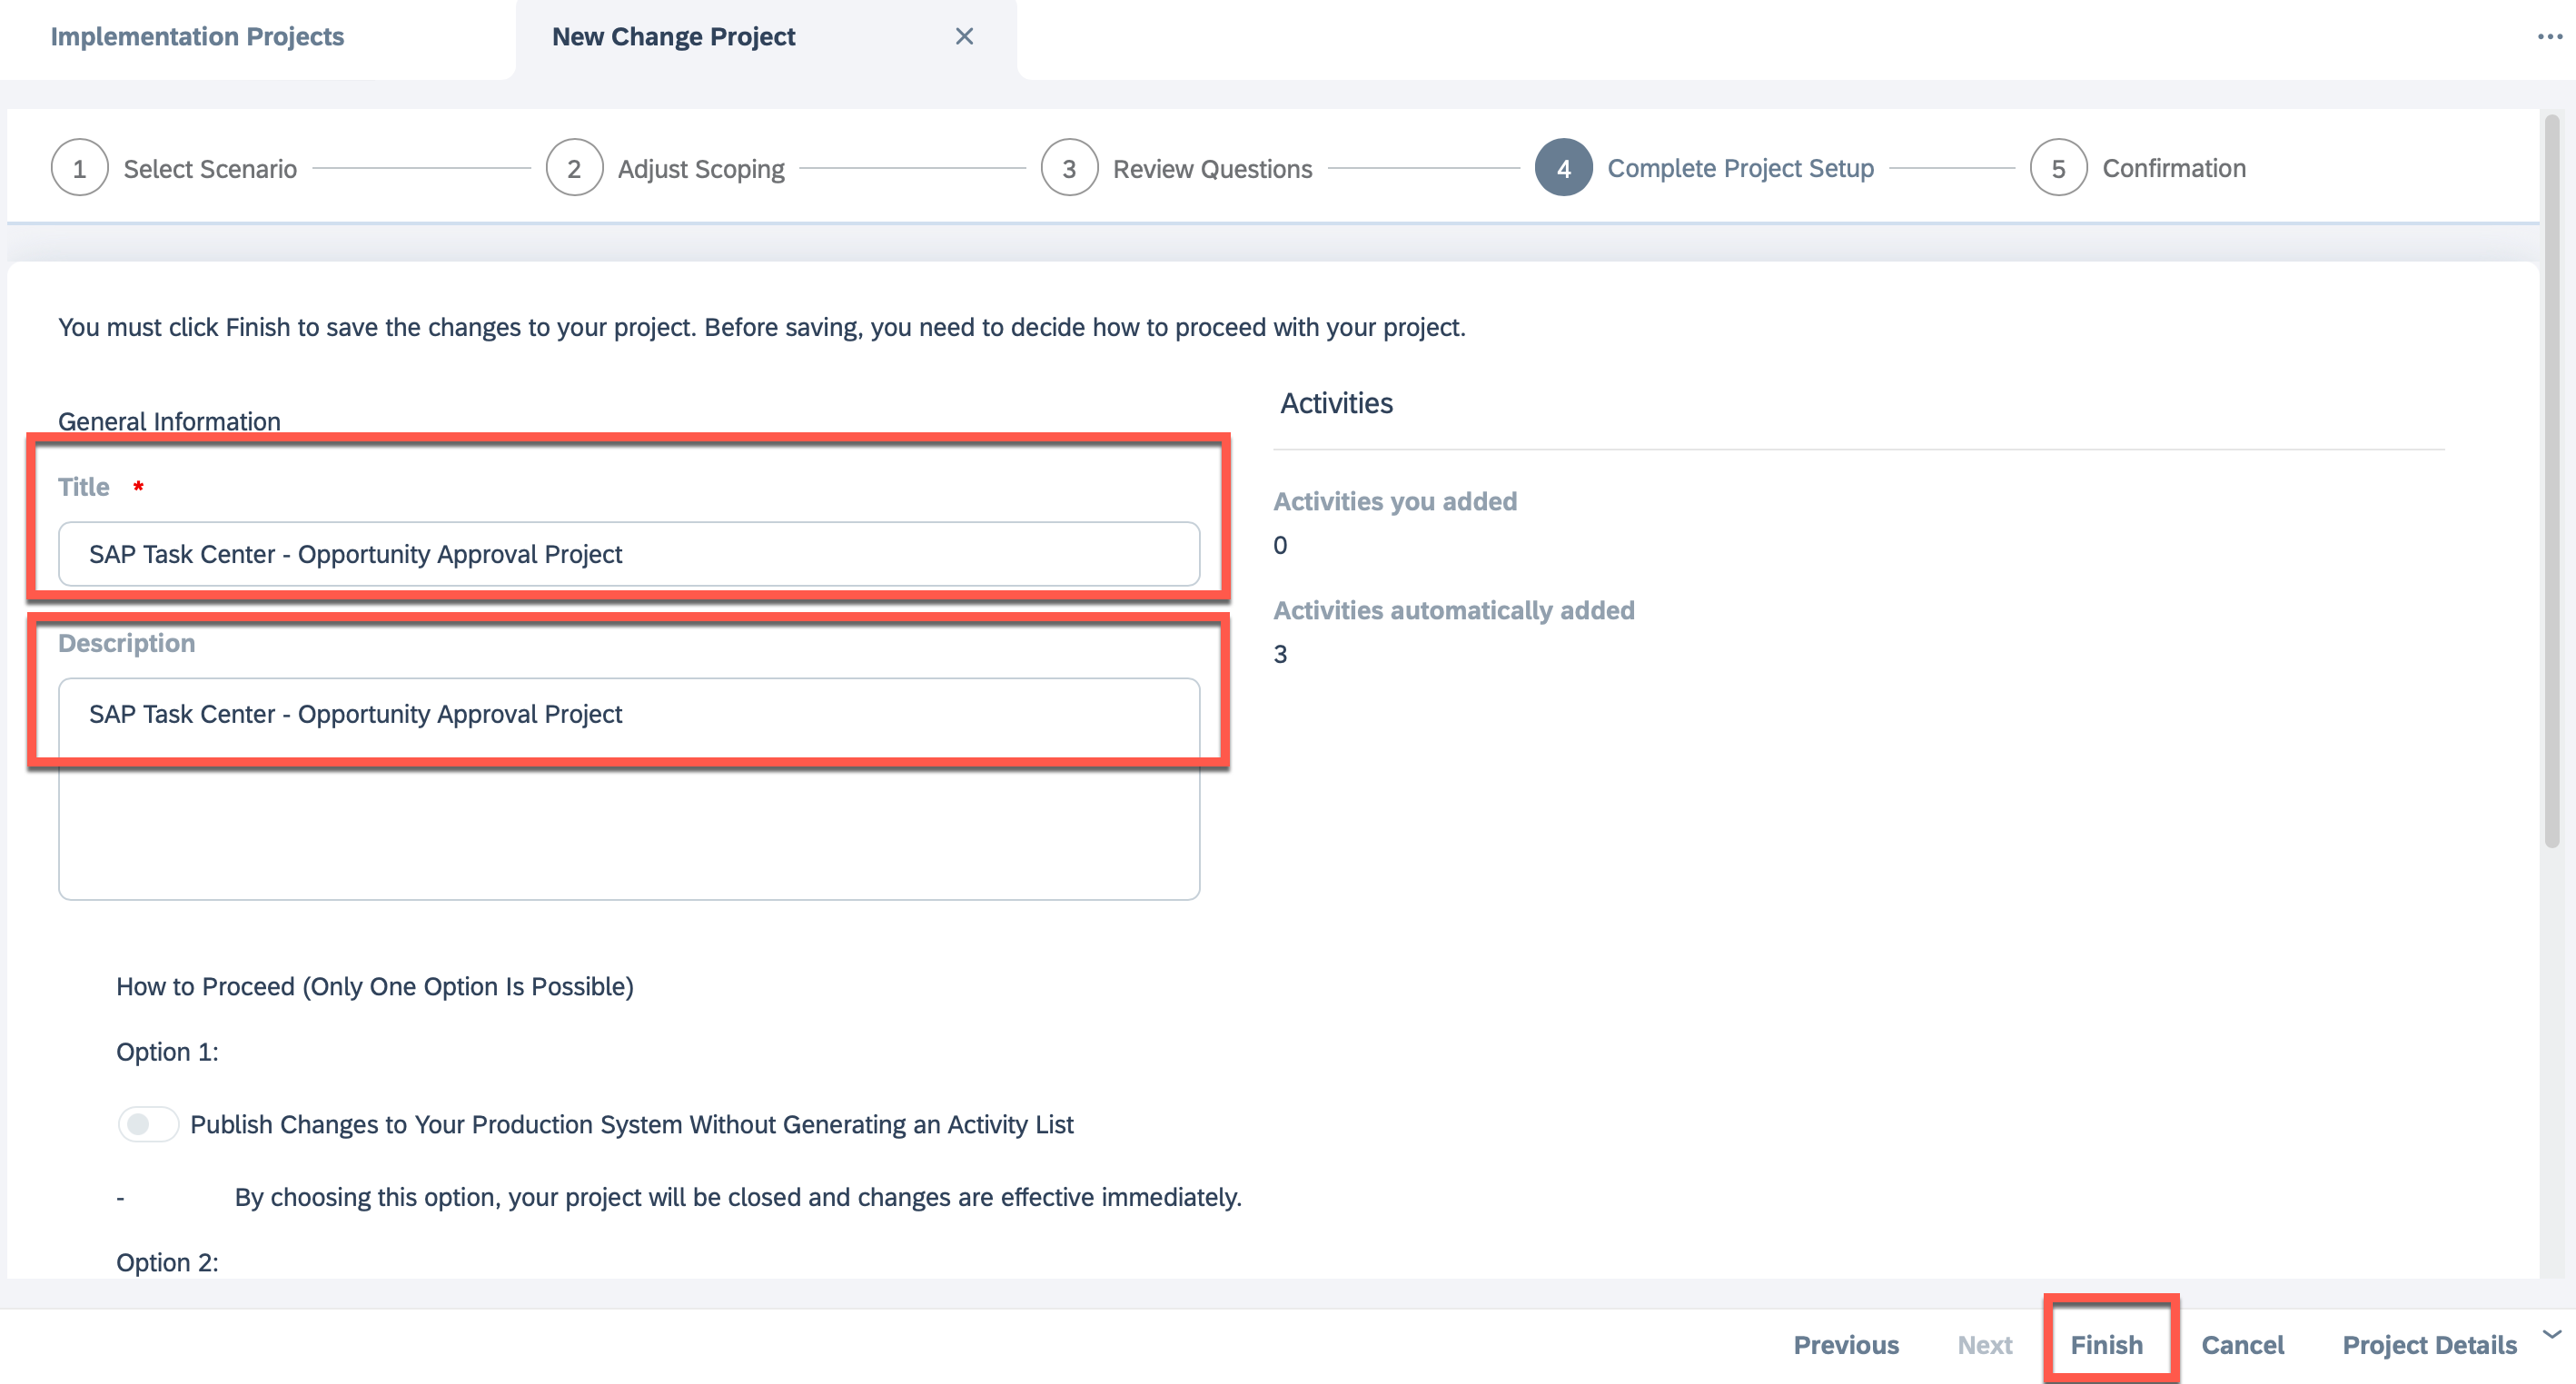 Implementation Projects
New Change Project
1 Select Scenario
2 Adjust Scoping
3 Review Questions
4 Complete Project Setup
5 Confirmation
You must click Finish to save the changes to your project. Before saving, you need to decide how to proceed with your project.
General Information
Title *
SAP Task Center - Opportunity Approval Project
Description
SAP Task Center - Opportunity Approval Project
Activities
Activities you added
0
Activities automatically added
3
How to Proceed (Only One Option Is Possible)
Option 1:
Publish Changes to Your Production System Without Generating an Activity List
- By choosing this option, your project will be closed and changes are effective immediately.
Option 2:
Previous Next Finish Cancel Project Details